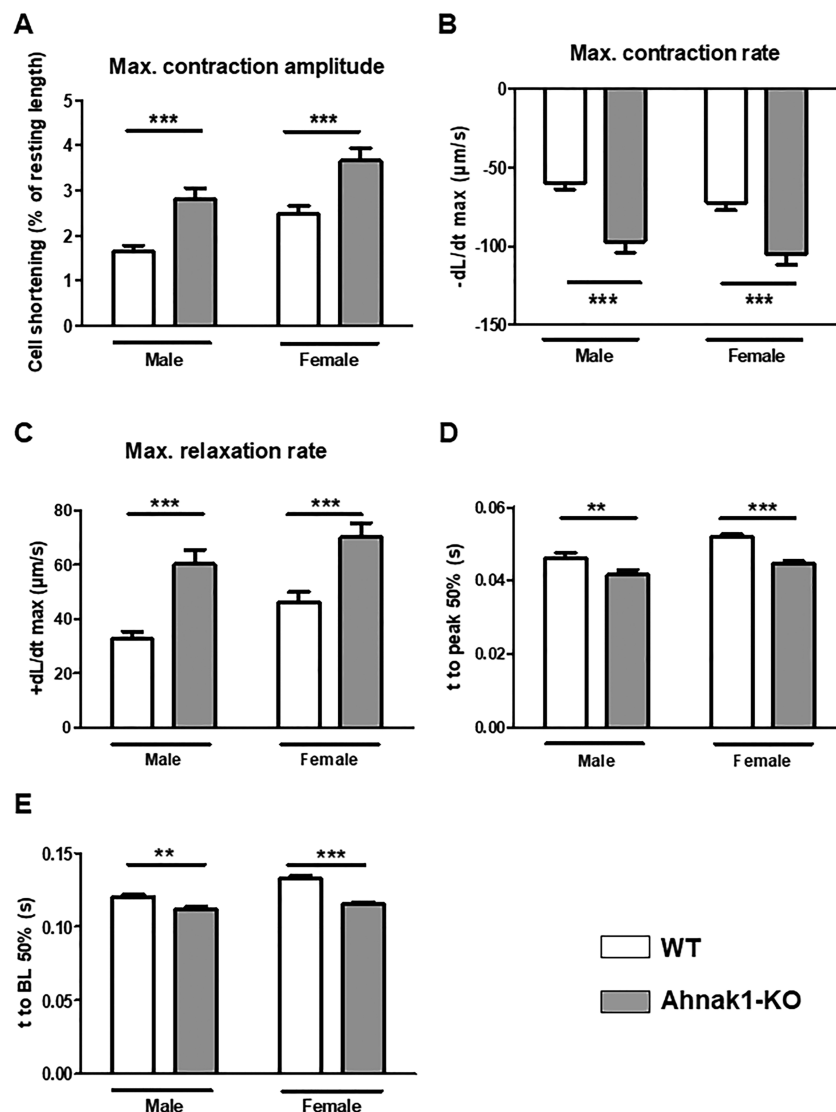 A
Max. contraction amplitude
Cell shortening (% of resting length)
5
4
3
2
1
0
***
***
Male
Female
B
Max. contraction rate
-dL/dt max (µm/s)
0
-50
-100
-150
***
***
Male
Female
C
Max. relaxation rate
+dL/dt max (µm/s)
80
60
40
20
0
***
***
Male
Female
D
t to peak 50% (s)
0.06
0.04
0.02
0.00
**
***
Male
Female
E
t to BL 50% (s)
0.15
0.10
0.05
0.00
**
***
Male
Female
WT
Ahnak1-KO